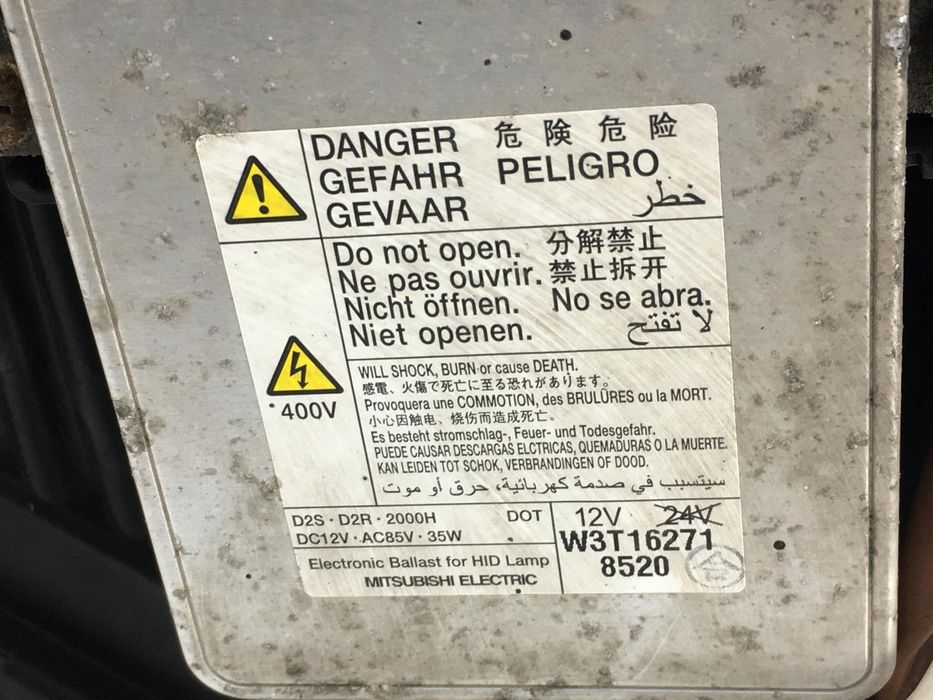 DANGER 危 険 危 险
GEFAHR PELIGRO
GEVAAR خطر
Do not open. 分解禁止
Ne pas ouvrir. 禁止拆开
Nicht öffnen. No se abra.
Niet openen. لا تفتح
400V
WILL SHOCK, BURN or cause DEATH.
感電、火傷で死亡に至る恐れがあります。
Provoquera une COMMOTION, des BRULÛRES ou la MORT.
小心因触电、烧伤而造成死亡。
Es besteht stromschlag-, Feuer- und Todesgefahr.
PUEDE CAUSAR DESCARGAS ELCTRICAS, QUEMADURAS O LA MUERTE.
KAN LEIDEN TOT SCHOK, VERBRANDINGEN OF DOOD.
سيتسبب في صدمة كهربائية، حرق أو موت
D2S · D2R · 2000H DOT
DC12V · AC85V · 35W
Electronic Ballast for HID Lamp
MITSUBISHI ELECTRIC
12V 24V
W3T16271
8520